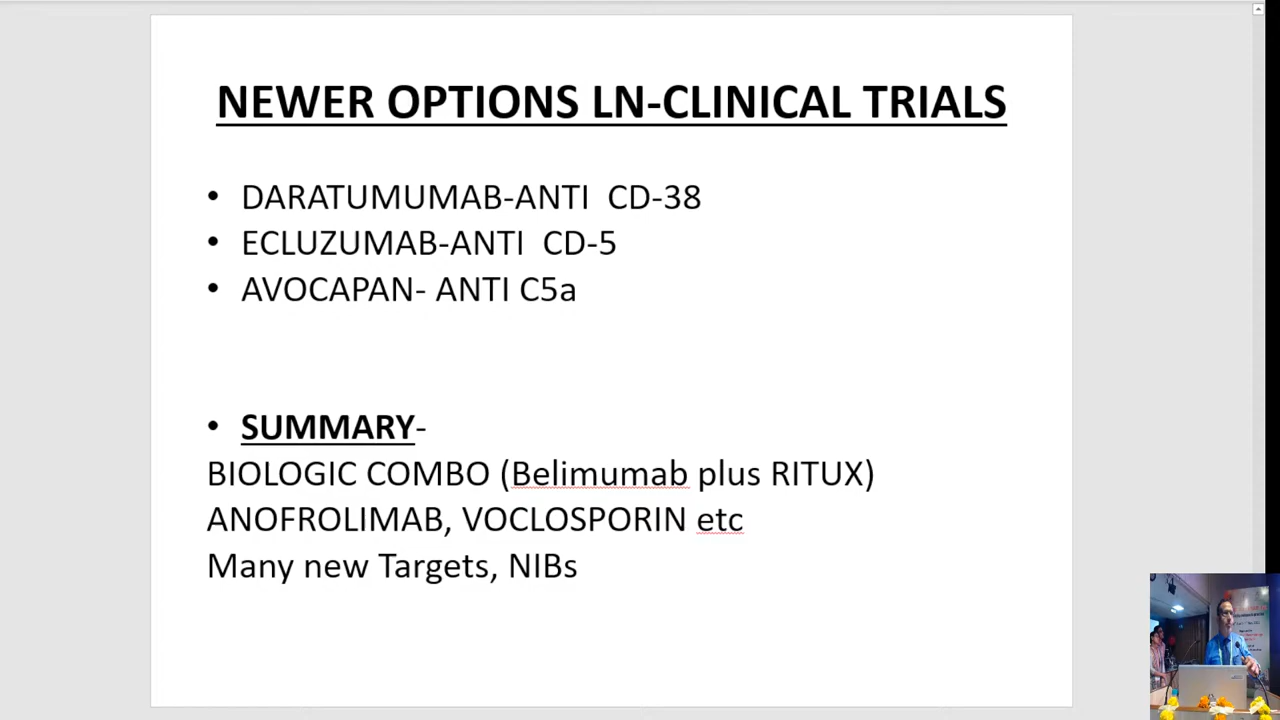 NEWER OPTIONS LN-CLINICAL TRIALS
• DARATUMUMAB-ANTI CD-38
• ECLUZUMAB-ANTI CD-5
• AVOCAPAN- ANTI C5a
• SUMMARY-
BIOLOGIC COMBO (Belimumab plus RITUX)
ANOFROLIMAB, VOCLOSPORIN etc
Many new Targets, NIBs